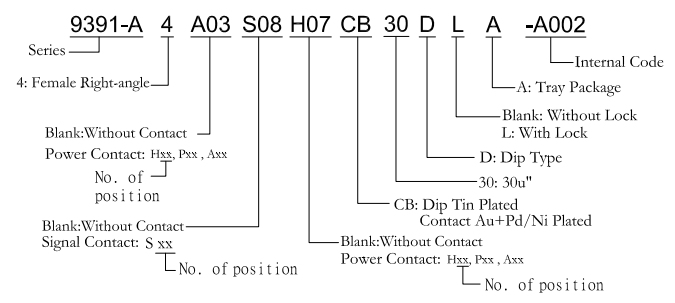 9391-A 4 A03 S08 H07 CB 30 D L A -A002
Series
Internal Code
4: Female Right-angle
A: Tray Package
Blank: Without Lock
L: With Lock
Blank:Without Contact
Power Contact: Hxx, Pxx , Axx
No. of
position
D: Dip Type
30: 30u"
CB: Dip Tin Plated
Contact Au+Pd/Ni Plated
Blank:Without Contact
Signal Contact: S xx
No. of position
Blank:Without Contact
Power Contact: Hxx, Pxx , Axx
No. of position